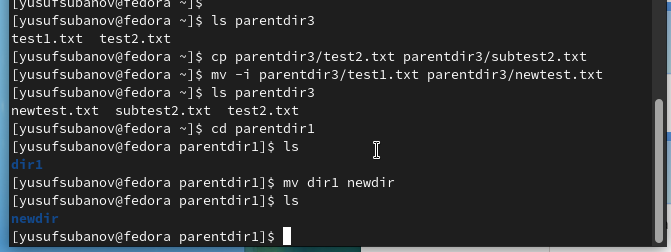 [yusufsubanov@fedora ~]$
[yusufsubanov@fedora ~]$ ls parentdir3
test1.txt  test2.txt
[yusufsubanov@fedora ~]$ cp parentdir3/test2.txt parentdir3/subtest2.txt
[yusufsubanov@fedora ~]$ mv -i parentdir3/test1.txt parentdir3/newtest.txt
[yusufsubanov@fedora ~]$ ls parentdir3
newtest.txt  subtest2.txt  test2.txt
[yusufsubanov@fedora ~]$ cd parentdir1
[yusufsubanov@fedora parentdir1]$ ls
dir1
[yusufsubanov@fedora parentdir1]$ mv dir1 newdir
[yusufsubanov@fedora parentdir1]$ ls
newdir
[yusufsubanov@fedora parentdir1]$